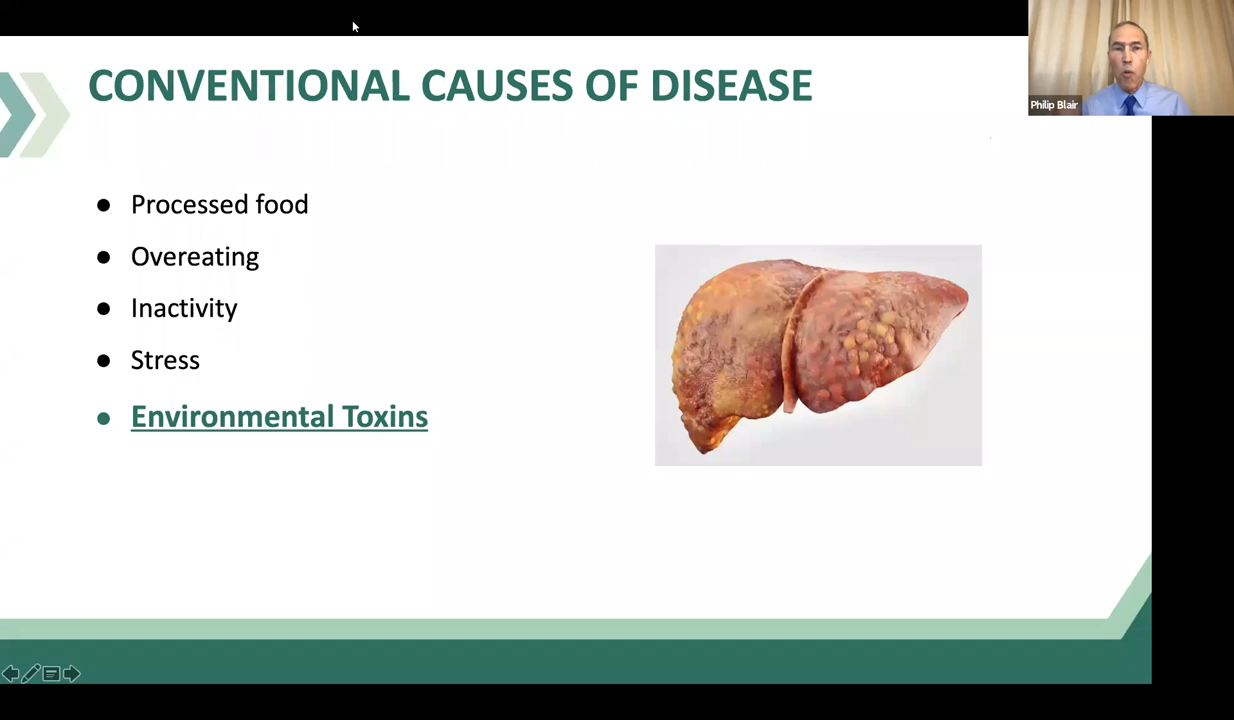 CONVENTIONAL CAUSES OF DISEASE
Philip Blair
● Processed food
● Overeating
● Inactivity
● Stress
● Environmental Toxins